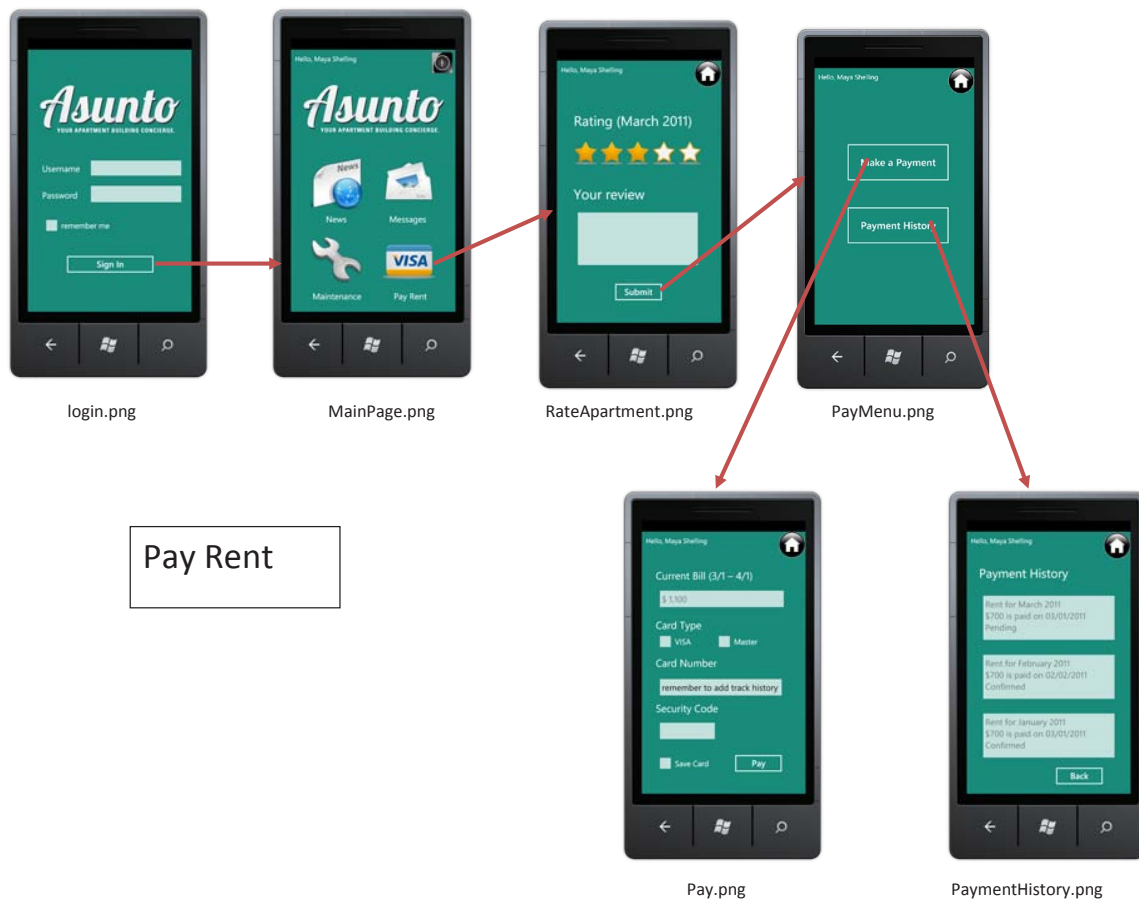 Asunto
YOUR APARTMENT BUILDING CONCIERGE.
Username
Password
remember me
Sign In
login.png
Hello, Maya Shelling
Asunto
YOUR APARTMENT BUILDING CONCIERGE.
News
News
Messages
VISA
Maintenance
Pay Rent
MainPage.png
Hello, Maya Shelling
Rating (March 2011)
Your review
Submit
RateApartment.png
Hello, Maya Shelling
Make a Payment
Payment History
PayMenu.png
Pay Rent
Hello, Maya Shelling
Current Bill (3/1 – 4/1)
$ 1,100
Card Type
VISA
Master
Card Number
remember to add track history
Security Code
Save Card
Pay
Pay.png
Hello, Maya Shelling
Payment History
Rent for March 2011
$700 is paid on 03/01/2011
Pending
Rent for February 2011
$700 is paid on 02/02/2011
Confirmed
Rent for January 2011
$700 is paid on 03/01/2011
Confirmed
Back
PaymentHistory.png